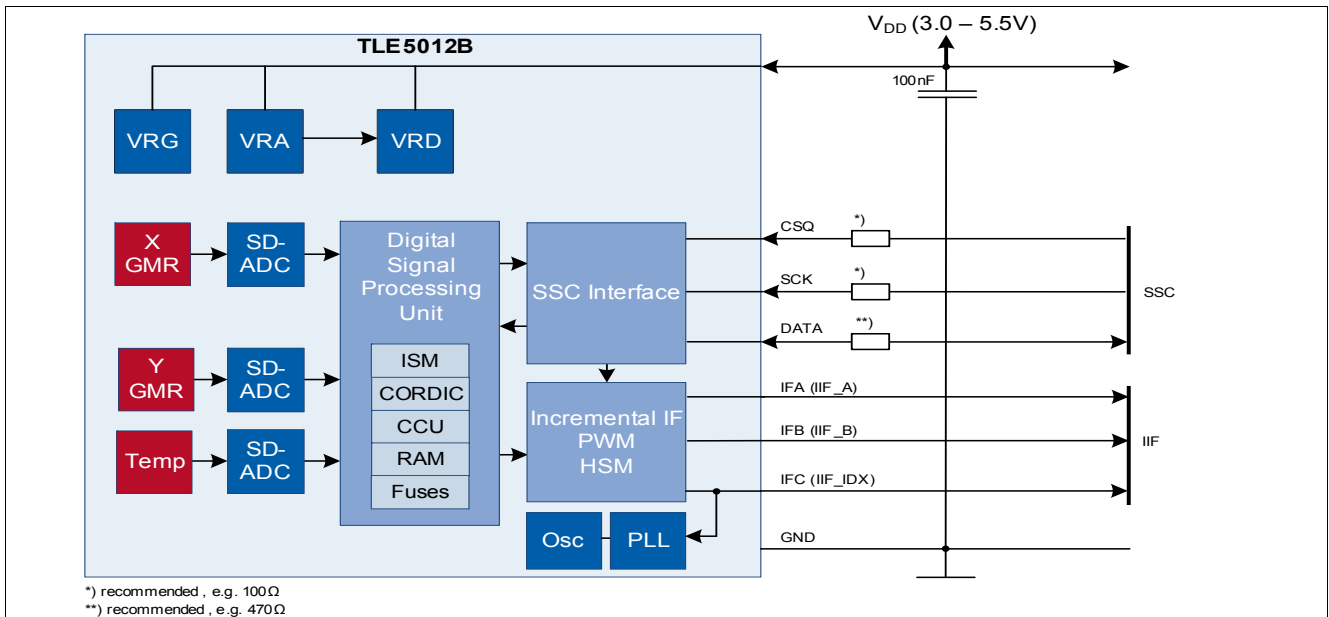 V_DD (3.0 – 5.5V)
TLE5012B
100nF
VRG
VRA
VRD
X
GMR
SD-
ADC
Digital
Signal
Processing
Unit
SSC Interface
CSQ
*)
SCK
*)
DATA
**)
SSC
Y
GMR
SD-
ADC
ISM
CORDIC
CCU
RAM
Fuses
Temp
SD-
ADC
Incremental IF
PWM
HSM
IFA (IIF_A)
IFB (IIF_B)
IFC (IIF_IDX)
IIF
Osc
PLL
GND
*) recommended , e.g. 100Ω
**) recommended , e.g. 470Ω